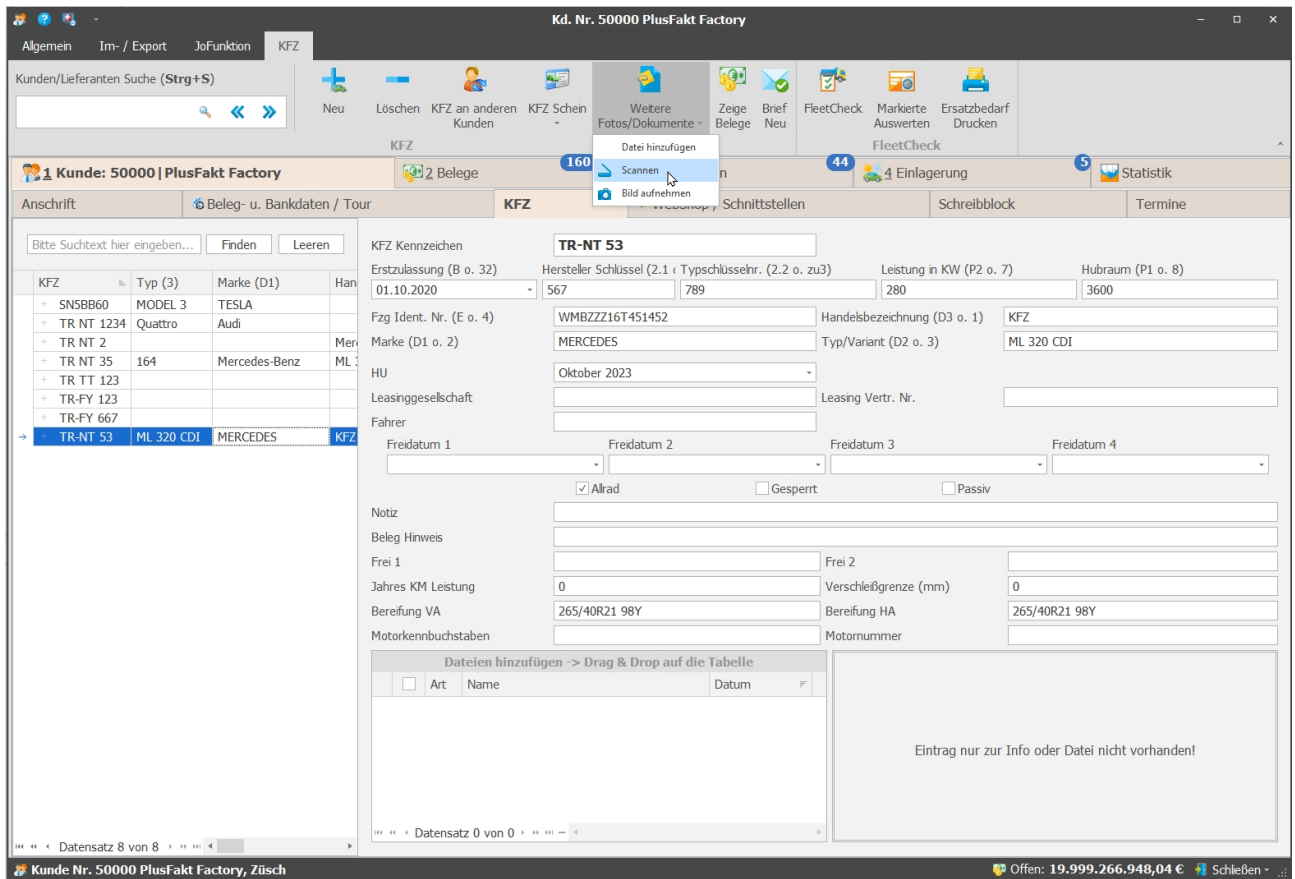 Kd. Nr. 50000 PlusFakt Factory
Allgemein Im- / Export JoFunktion KFZ
Kunden/Lieferanten Suche (Strg+S)
Neu
Löschen
KFZ an anderen Kunden
KFZ Schein
Weitere Fotos/Dokumente
Zeige Belege
Brief Neu
FleetCheck
Markierte Auswerten
Ersatzbedarf Drucken
KFZ
FleetCheck
Datei hinzufügen
Scannen
Bild aufnehmen
1 Kunde: 50000|PlusFakt Factory
2 Belege
160
n
44
4 Einlagerung
5
Statistik
Anschrift
Beleg- u. Bankdaten / Tour
KFZ
/ Schnittstellen
Schreibblock
Termine
Bitte Suchtext hier eingeben...
Finden
Leeren
KFZ Typ (3) Marke (D1) Han
SN5BB60 MODEL 3 TESLA
TR NT 1234 Quattro Audi
TR NT 2 Mer
TR NT 35 164 Mercedes-Benz ML 3
TR TT 123
TR-FY 123
TR-FY 667
TR-NT 53 ML 320 CDI MERCEDES KFZ
Datensatz 8 von 8
KFZ Kennzeichen TR-NT 53
Erstzulassung (B o. 32) Hersteller Schlüssel (2.1 Typschlüsselnr. (2.2 o. zu3) Leistung in KW (P2 o. 7) Hubraum (P1 o. 8)
01.10.2020 567 789 280 3600
Fzg Ident. Nr. (E o. 4) WMBZZZ16T451452 Handelsbezeichnung (D3 o. 1) KFZ
Marke (D1 o. 2) MERCEDES Typ/Variant (D2 o. 3) ML 320 CDI
HU Oktober 2023
Leasinggesellschaft Leasing Vertr. Nr.
Fahrer
Freidatum 1 Freidatum 2 Freidatum 3 Freidatum 4
Allrad Gesperrt Passiv
Notiz
Beleg Hinweis
Frei 1 Frei 2
Jahres KM Leistung 0 Verschleißgrenze (mm) 0
Bereifung VA 265/40R21 98Y Bereifung HA 265/40R21 98Y
Motorkennbuchstaben Motornummer
Dateien hinzufügen -> Drag & Drop auf die Tabelle
Art Name Datum
Datensatz 0 von 0
Eintrag nur zur Info oder Datei nicht vorhanden!
Kunde Nr. 50000 PlusFakt Factory, Züsch
Offen: 19.999.266.948,04 € Schließen